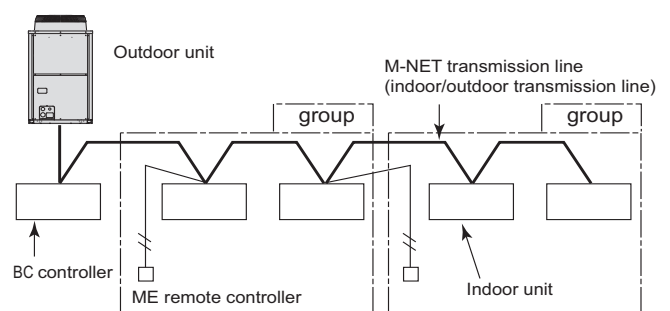 Outdoor unit
M-NET transmission line
(indoor/outdoor transmission line)
group
group
BC controller
ME remote controller
Indoor unit